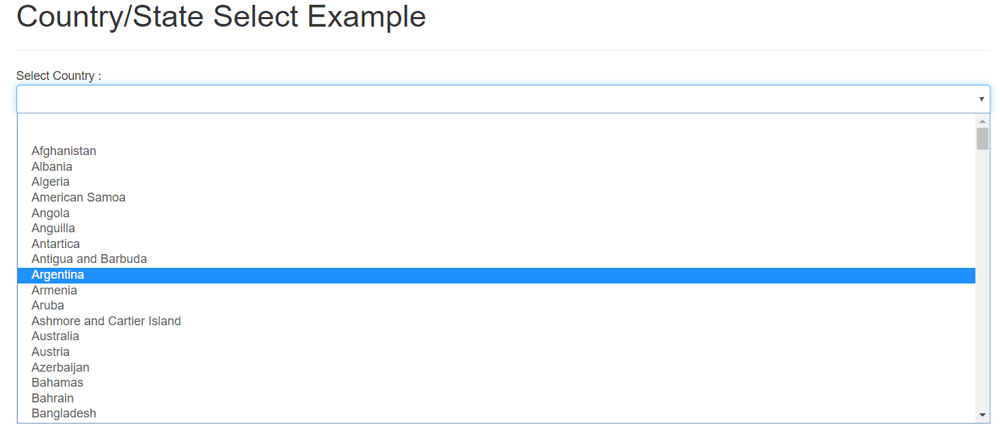 Country/State Select Example
Select Country :
Afghanistan
Albania
Algeria
American Samoa
Angola
Anguilla
Antartica
Antigua and Barbuda
Argentina
Armenia
Aruba
Ashmore and Cartier Island
Australia
Austria
Azerbaijan
Bahamas
Bahrain
Bangladesh